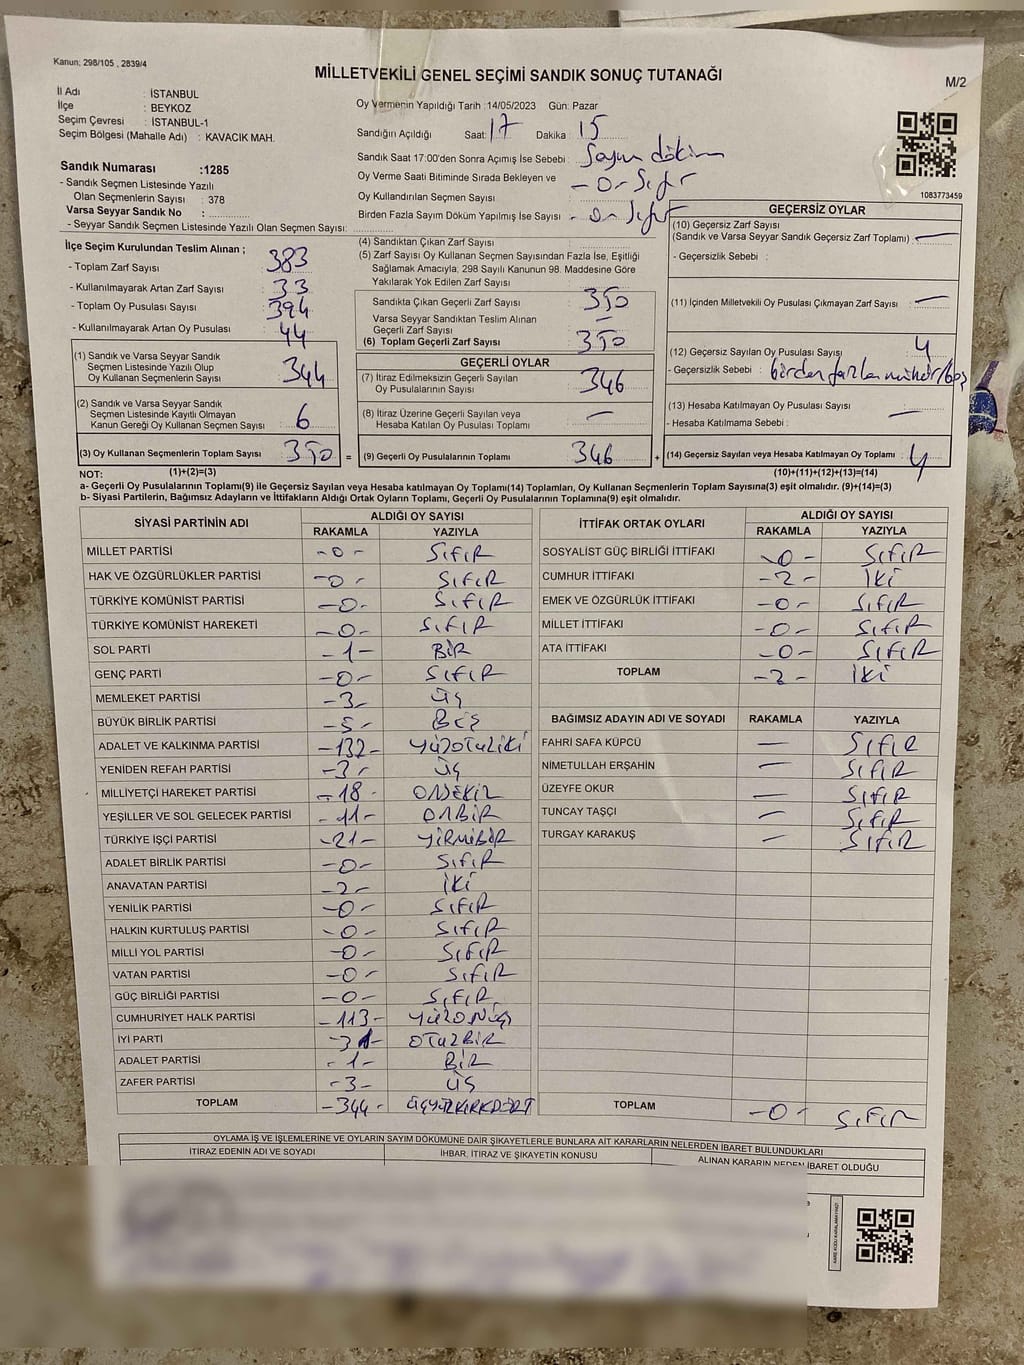 Kanun; 298/105 , 2839/4
MİLLETVEKİLİ GENEL SEÇİMİ SANDIK SONUÇ TUTANAĞI
M/2
İl Adı : İSTANBUL
İlçe : BEYKOZ
Seçim Çevresi : İSTANBUL-1
Seçim Bölgesi (Mahalle Adı) : KAVACIK MAH.
Sandık Numarası :1285
- Sandık Seçmen Listesinde Yazılı
Olan Seçmenlerin Sayısı : 378
Varsa Seyyar Sandık No :
- Seyyar Sandık Seçmen Listesinde Yazılı Olan Seçmen Sayısı:
Oy Vermenin Yapıldığı Tarih :14/05/2023 Gün: Pazar
Sandığın Açıldığı Saat: 17 Dakika : 15
Sandık Saat 17:00'den Sonra Açımış İse Sebebi : Sayım döküm
Oy Verme Saati Bitiminde Sırada Bekleyen ve
Oy Kullandırılan Seçmen Sayısı : -0- Sıfır
Birden Fazla Sayım Döküm Yapılmış İse Sayısı - 0- Sıfır
1083773459
İlçe Seçim Kurulundan Teslim Alınan ;
- Toplam Zarf Sayısı : 383
- Kullanılmayarak Artan Zarf Sayısı : 33
- Toplam Oy Pusulası Sayısı : 394
- Kullanılmayarak Artan Oy Pusulası : 44
(1) Sandık ve Varsa Seyyar Sandık
Seçmen Listesinde Yazılı Olup
Oy Kullanan Seçmenlerin Sayısı : 344
(2) Sandık ve Varsa Seyyar Sandık
Seçmen Listesinde Kayıtlı Olmayan
Kanun Gereği Oy Kullanan Seçmen Sayısı : 6
(3) Oy Kullanan Seçmenlerin Toplam Sayısı : 350 =
(4) Sandıktan Çıkan Zarf Sayısı :
(5) Zarf Sayısı Oy Kullanan Seçmen Sayısından Fazla İse, Eşitliği
Sağlamak Amacıyla; 298 Sayılı Kanunun 98. Maddesine Göre
Yakılarak Yok Edilen Zarf Sayısı :
Sandıkta Çıkan Geçerli Zarf Sayısı : 350
Varsa Seyyar Sandıktan Teslim Alınan
Geçerli Zarf Sayısı : –
(6) Toplam Geçerli Zarf Sayısı : 350
GEÇERLİ OYLAR
(7) İtiraz Edilmeksizin Geçerli Sayılan
Oy Pusulalarının Sayısı : 346
(8) İtiraz Üzerine Geçerli Sayılan veya
Hesaba Katılan Oy Pusulası Toplamı : –
(9) Geçerli Oy Pusulalarının Toplamı : 346 +
GEÇERSİZ OYLAR
(10) Geçersiz Zarf Sayısı
(Sandık ve Varsa Seyyar Sandık Geçersiz Zarf Toplamı) : –
- Geçersizlik Sebebi :
(11) İçinden Milletvekili Oy Pusulası Çıkmayan Zarf Sayısı : –
(12) Geçersiz Sayılan Oy Pusulası Sayısı : 4
- Geçersizlik Sebebi : birden fazla mühür/boş
(13) Hesaba Katılmayan Oy Pusulası Sayısı : –
- Hesaba Katılmama Sebebi :
(14) Geçersiz Sayılan veya Hesaba Katılmayan Oy Toplamı : 4
NOT: (1)+(2)=(3) (10)+(11)+(12)+(13)=(14)
a- Geçerli Oy Pusulalarının Toplamı(9) ile Geçersiz Sayılan veya Hesaba katılmayan Oy Toplamı(14) Toplamları, Oy Kullanan Seçmenlerin Toplam Sayısına(3) eşit olmalıdır. (9)+(14)=(3)
b- Siyasi Partilerin, Bağımsız Adayların ve İttifakların Aldığı Ortak Oyların Toplamı, Geçerli Oy Pusulalarının Toplamına(9) eşit olmalıdır.
SİYASİ PARTİNİN ADI ALDIĞI OY SAYISI
RAKAMLA YAZIYLA
MİLLET PARTİSİ -0- SIFIR
HAK VE ÖZGÜRLÜKLER PARTİSİ -0- SIFIR
TÜRKİYE KOMÜNİST PARTİSİ -0- SIFIR
TÜRKİYE KOMÜNİST HAREKETİ -0- SIFIR
SOL PARTİ -1- BİR
GENÇ PARTİ -0- SIFIR
MEMLEKET PARTİSİ -3- ÜÇ
BÜYÜK BİRLİK PARTİSİ -5- BEŞ
ADALET VE KALKINMA PARTİSİ -132- YÜZOTUZİKİ
YENİDEN REFAH PARTİSİ -3- ÜÇ
MİLLİYETÇİ HAREKET PARTİSİ -18- ONSEKİZ
YEŞİLLER VE SOL GELECEK PARTİSİ -11- ONBİR
TÜRKİYE İŞÇİ PARTİSİ -21- YİRMİBİR
ADALET BİRLİK PARTİSİ -0- SIFIR
ANAVATAN PARTİSİ -2- İKİ
YENİLİK PARTİSİ -0- SIFIR
HALKIN KURTULUŞ PARTİSİ -0- SIFIR
MİLLİ YOL PARTİSİ -0- SIFIR
VATAN PARTİSİ -0- SIFIR
GÜÇ BİRLİĞİ PARTİSİ -0- SIFIR
CUMHURİYET HALK PARTİSİ -113- YÜZONÜÇ
İYİ PARTİ -31- OTUZBİR
ADALET PARTİSİ -1- BİR
ZAFER PARTİSİ -3- ÜÇ
TOPLAM -344- ÜÇYÜZKIRKDÖRT
İTTİFAK ORTAK OYLARI ALDIĞI OY SAYISI
RAKAMLA YAZIYLA
SOSYALİST GÜÇ BİRLİĞİ İTTİFAKI -0- SIFIR
CUMHUR İTTİFAKI -2- İKİ
EMEK VE ÖZGÜRLÜK İTTİFAKI -0- SIFIR
MİLLET İTTİFAKI -0- SIFIR
ATA İTTİFAKI -0- SIFIR
TOPLAM -2- İKİ
BAĞIMSIZ ADAYIN ADI VE SOYADI RAKAMLA YAZIYLA
FAHRİ SAFA KÜPCÜ – SIFIR
NİMETULLAH ERŞAHİN – SIFIR
ÜZEYFE OKUR – SIFIR
TUNCAY TAŞÇI – SIFIR
TURGAY KARAKUŞ – SIFIR
TOPLAM -0- SIFIR
OYLAMA İŞ VE İŞLEMLERİNE VE OYLARIN SAYIM DÖKÜMÜNE DAİR ŞİKAYETLERLE BUNLARA AİT KARARLARIN NELERDEN İBARET BULUNDUKLARI
İTİRAZ EDENİN ADI VE SOYADI İHBAR, İTİRAZ VE ŞİKAYETİN KONUSU ALINAN KARARIN NEDEN İBARET OLDUĞU
KARE KODU KARALAMAYINIZ!